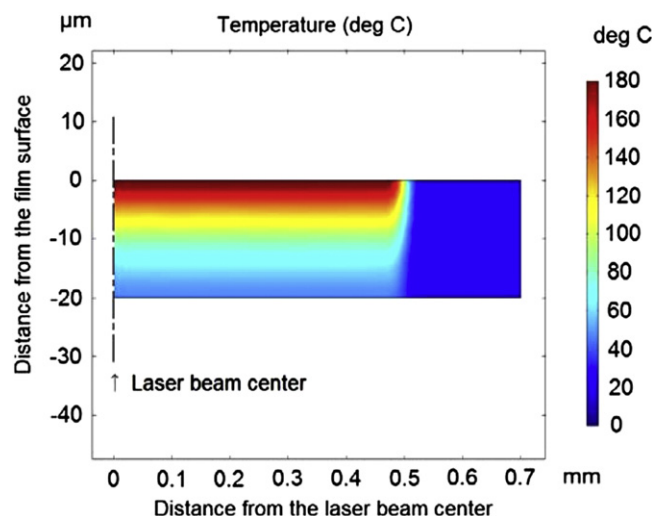 µm
Temperature (deg C)
deg C
20
10
0
-10
-20
-30
-40
Distance from the film surface
↑ Laser beam center
0 0.1 0.2 0.3 0.4 0.5 0.6 0.7 mm
Distance from the laser beam center
180
160
140
120
100
80
60
40
20
0